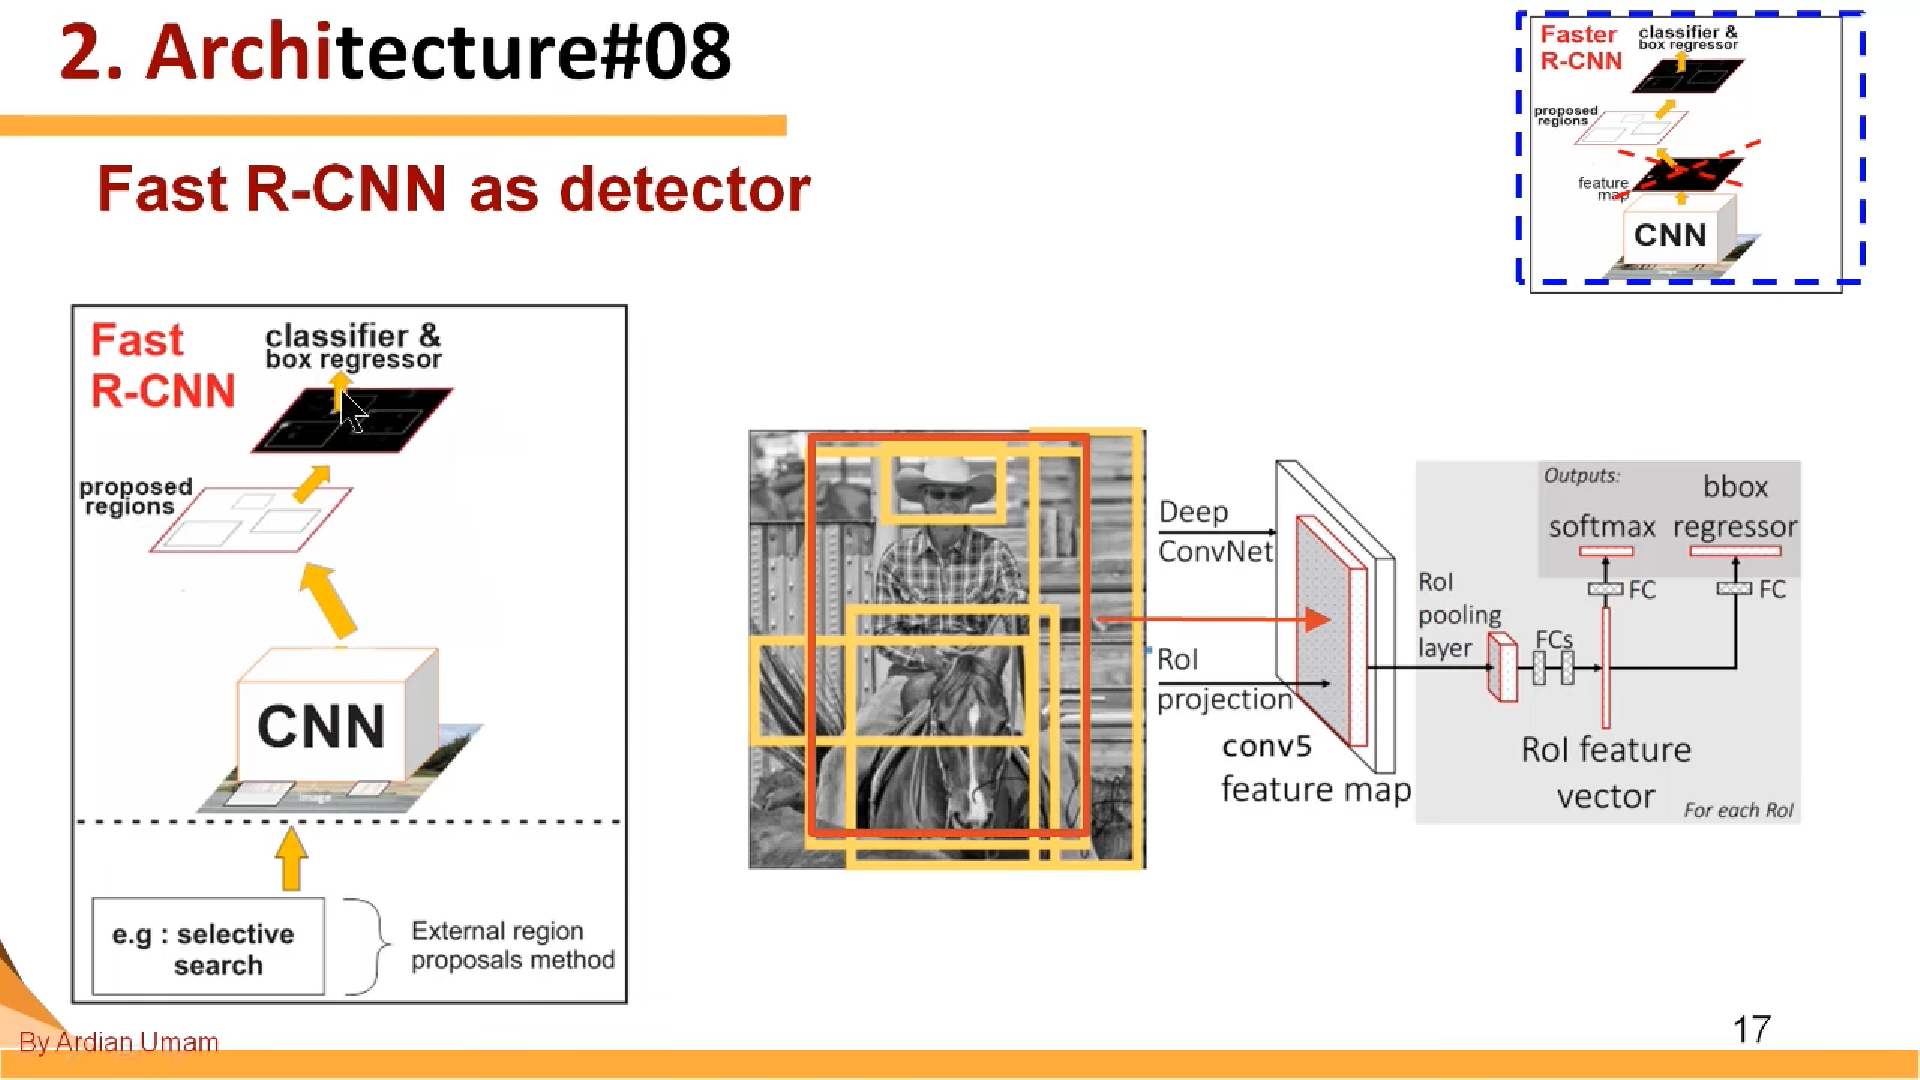 2. Architecture#08
Fast R-CNN as detector
Faster
R-CNN
classifier &
box regressor
proposed
regions
feature
map
CNN
Fast
R-CNN
classifier &
box regressor
proposed
regions
CNN
image
e.g : selective
search
External region
proposals method
Deep
ConvNet
RoI
projection
conv5
feature map
RoI
pooling
layer
FCs
Outputs:
softmax
bbox
regressor
FC
FC
RoI feature
vector
For each RoI
By Ardian Umam
17